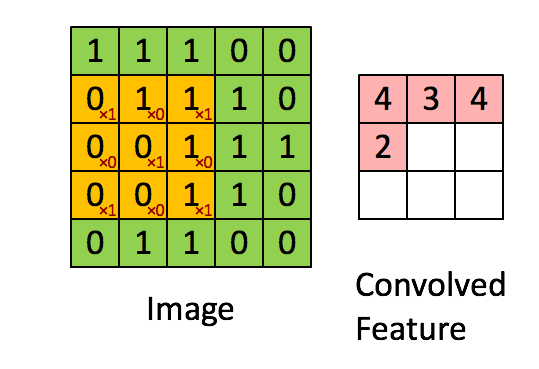 1 1 1 0 0
0×1 1×0 1×1 1 0
0×0 0×1 1×0 1 1
0×1 0×0 1×1 1 0
0 1 1 0 0
Image
4 3 4
2
Convolved
Feature